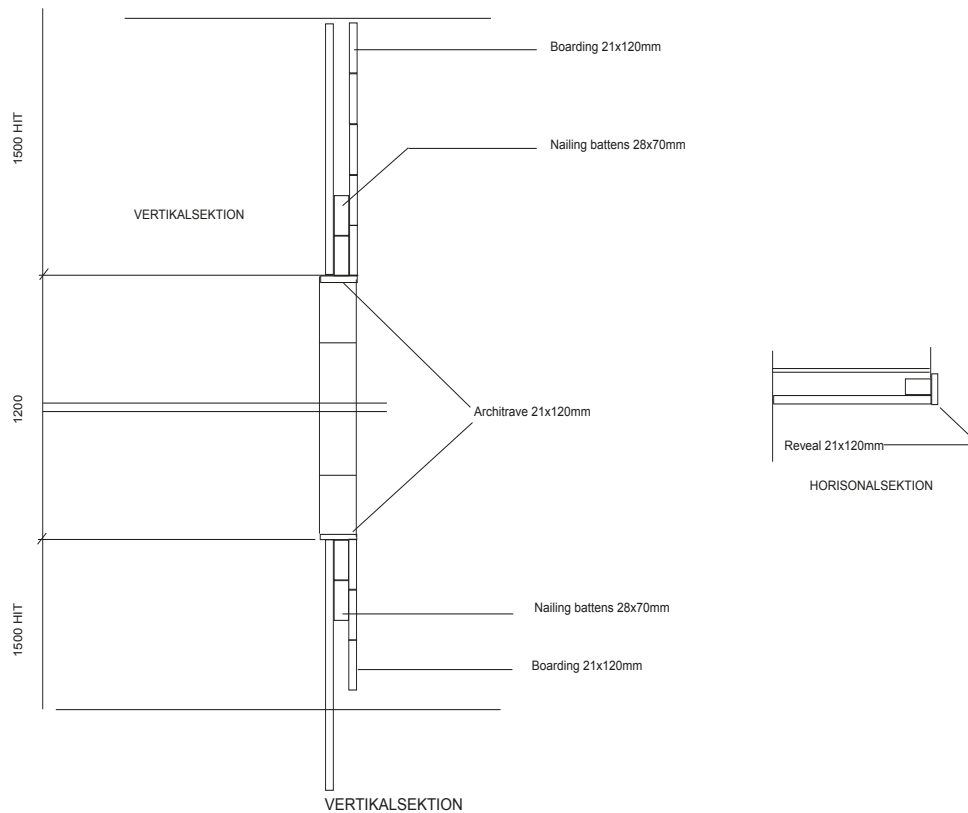 Boarding 21x120mm
1500 HIT
Nailing battens 28x70mm
VERTIKALSEKTION
1200
Architrave 21x120mm
Reveal 21x120mm
HORISONALSEKTION
1500 HIT
Nailing battens 28x70mm
Boarding 21x120mm
VERTIKALSEKTION